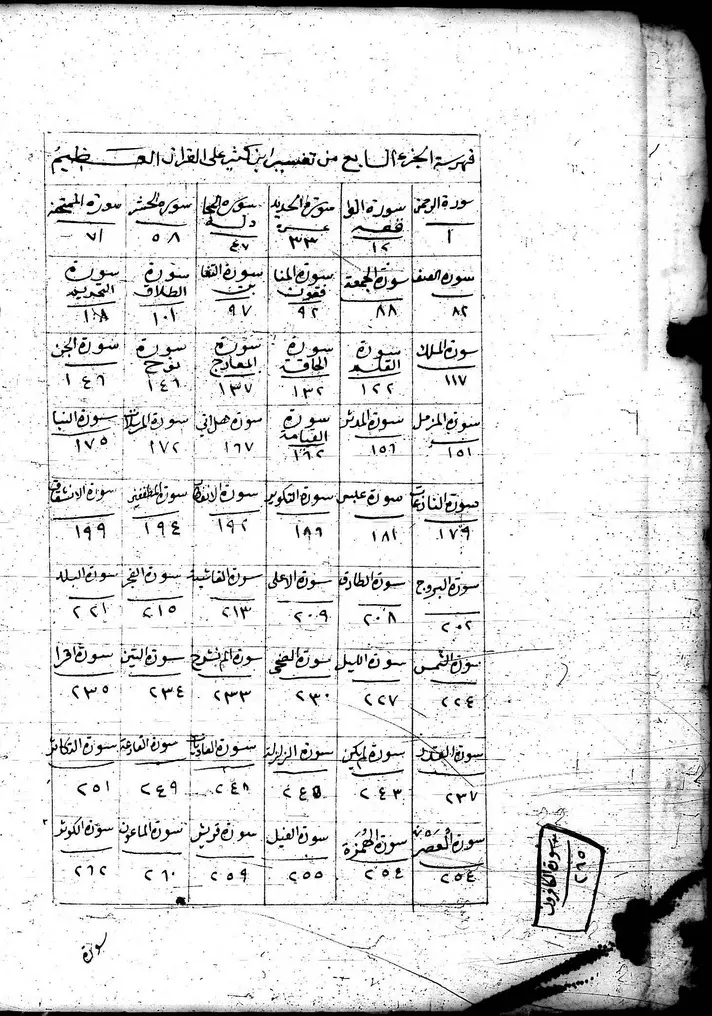 فهرسة الجزء السابع من تفسير ابن كثير على القرآن العظيم
سورة الرحمن ١
سورة الواقعه ١٢
سورة الحديد ٣٣
سورة المجادلة ٤٧
سورة الحشر ٥٨
سورة الممتحنة ٧١
سورة الصف ٨٢
سورة الجمعة ٨٨
سورة المنافقون ٩٢
سورة التغابن ٩٧
سورة الطلاق ١٠١
سورة التحريم ١٠٨
سورة الملك ١١٧
سورة القلم ١٢٢
سورة الحاقة ١٣٢
سورة المعارج ١٣٧
سورة نوح ١٤٦
سورة الجن ١٤٦
سورة المزمل ١٥١
سورة المدثر ١٥٦
سورة القيامة ١٦٢
سورة هل اتي ١٦٧
سورة المرسلات ١٧٢
سورة النبا ١٧٥
سورة النازعات ١٧٩
سورة عبس ١٨١
سورة التكوير ١٨٦
سورة الانفطار ١٩٢
سورة المطففين ١٩٤
سورة الانشقاق ١٩٩
سورة البروج ٢٠٢
سورة الطارق ٢٠٨
سورة الاعلى ٢٠٩
سورة الغاشية ٢١٣
سورة الفجر ٢١٥
سورة البلد ٢٢١
سورة الشمس ٢٢٤
سورة الليل ٢٢٧
سورة الضحى ٢٣٠
سورة الم نشرح ٢٣٣
سورة التين ٢٣٤
سورة اقرا ٢٣٥
سورة القدر ٢٣٧
سورة لم يكن ٢٤٣
سورة الزلزلة
سورة العاديات ٢٤٨
سورة القارعة ٢٤٩
سورة التكاثر ٢٥١
سورة العصر ٢٥٤
سورة الهُمَزَة ٢٥٤
سورة الفيل ٢٥٥
سورة قريش ٢٥٩
سورة الماعون ٢٦٠
سورة الكوثر ٢٦٢
سورة الكافرون ٢٦٥
سورة